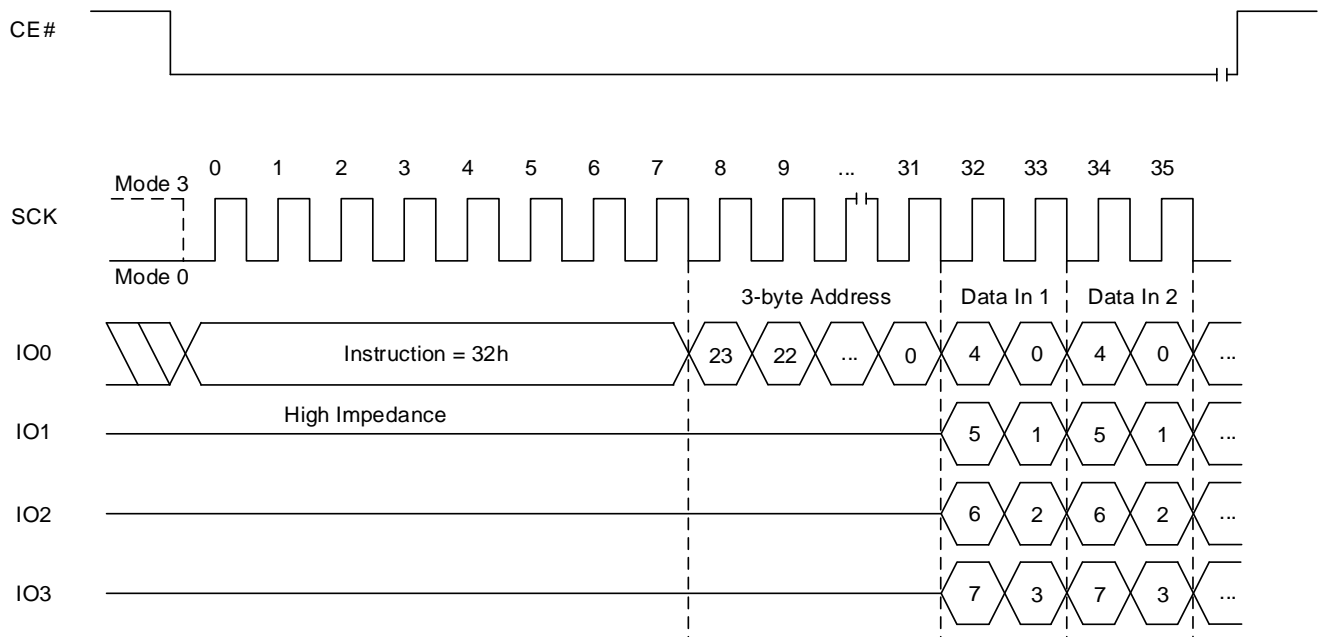 CE#
0 1 2 3 4 5 6 7 8 9 ... 31 32 33 34 35
Mode 3
SCK
Mode 0
3-byte Address Data In 1 Data In 2
IO0 Instruction = 32h 23 22 ... 0 4 0 4 0 ...
High Impedance
IO1 5 1 5 1 ...
IO2 6 2 6 2 ...
IO3 7 3 7 3 ...